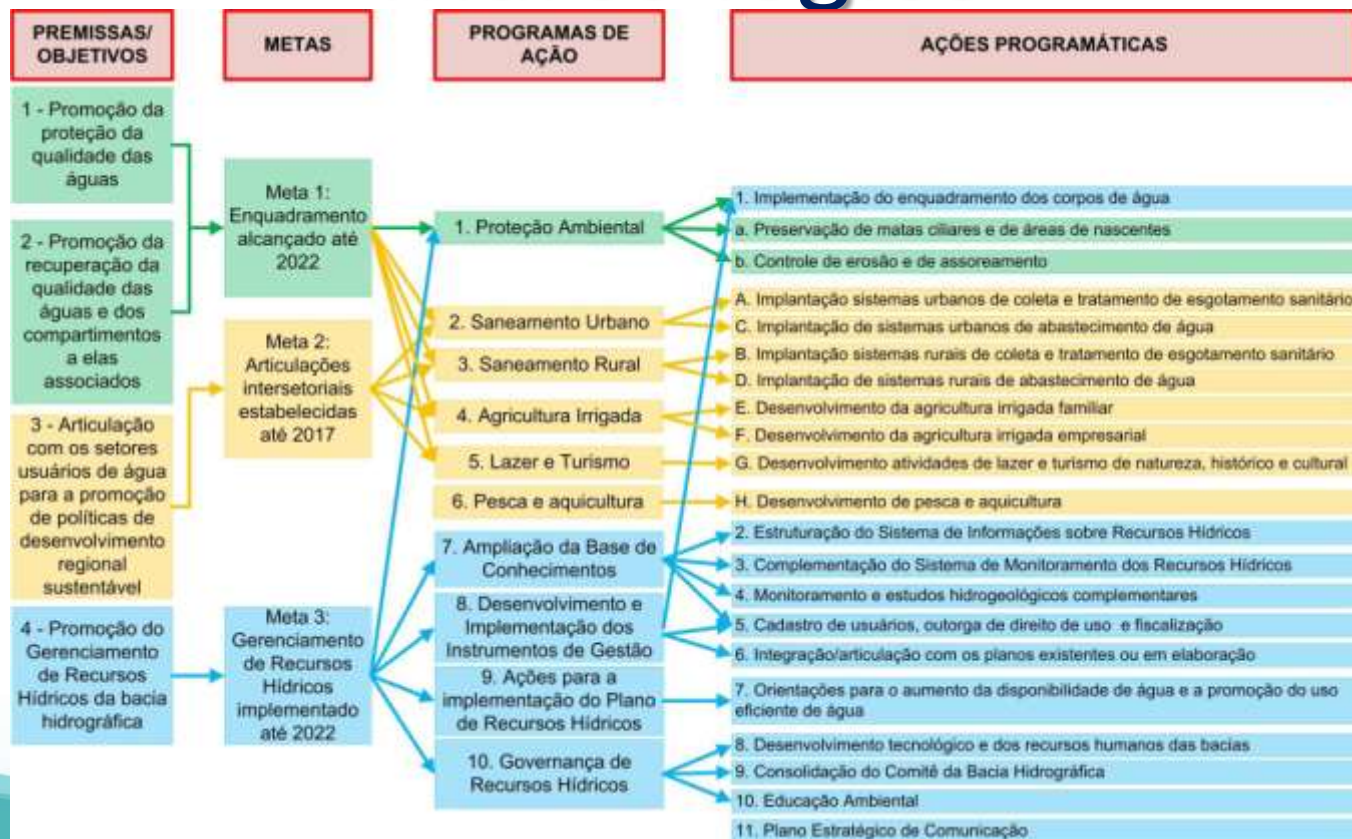 g
PREMISSAS/
OBJETIVOS
METAS
PROGRAMAS DE
AÇÃO
AÇÕES PROGRAMÁTICAS
1 - Promoção da
proteção da
qualidade das
águas
2 - Promoção da
recuperação da
qualidade das
águas e dos
compartimentos
a elas
associados
3 - Articulação
com os setores
usuários de água
para a promoção
de políticas de
desenvolvimento
regional
sustentável
4 - Promoção do
Gerenciamento
de Recursos
Hídricos da bacia
hidrográfica
Meta 1:
Enquadramento
alcançado até
2022
Meta 2:
Articulações
intersetoriais
estabelecidas
até 2017
Meta 3:
Gerenciamento
de Recursos
Hídricos
implementado
até 2022
1. Proteção Ambiental
2. Saneamento Urbano
3. Saneamento Rural
4. Agricultura Irrigada
5. Lazer e Turismo
6. Pesca e aquicultura
7. Ampliação da Base de
Conhecimentos
8. Desenvolvimento e
Implementação dos
Instrumentos de Gestão
9. Ações para a
implementação do Plano
de Recursos Hídricos
10. Governança de
Recursos Hídricos
1. Implementação do enquadramento dos corpos de água
a. Preservação de matas ciliares e de áreas de nascentes
b. Controle de erosão e de assoreamento
A. Implantação sistemas urbanos de coleta e tratamento de esgotamento sanitário
C. Implantação de sistemas urbanos de abastecimento de água
B. Implantação sistemas rurais de coleta e tratamento de esgotamento sanitário
D. Implantação de sistemas rurais de abastecimento de água
E. Desenvolvimento da agricultura irrigada familiar
F. Desenvolvimento da agricultura irrigada empresarial
G. Desenvolvimento atividades de lazer e turismo de natureza, histórico e cultural
H. Desenvolvimento de pesca e aquicultura
2. Estruturação do Sistema de Informações sobre Recursos Hídricos
3. Complementação do Sistema de Monitoramento dos Recursos Hídricos
4. Monitoramento e estudos hidrogeológicos complementares
5. Cadastro de usuários, outorga de direito de uso e fiscalização
6. Integração/articulação com os planos existentes ou em elaboração
7. Orientações para o aumento da disponibilidade de água e a promoção do uso
eficiente de água
8. Desenvolvimento tecnológico e dos recursos humanos das bacias
9. Consolidação do Comitê da Bacia Hidrográfica
10. Educação Ambiental
11. Plano Estratégico de Comunicação